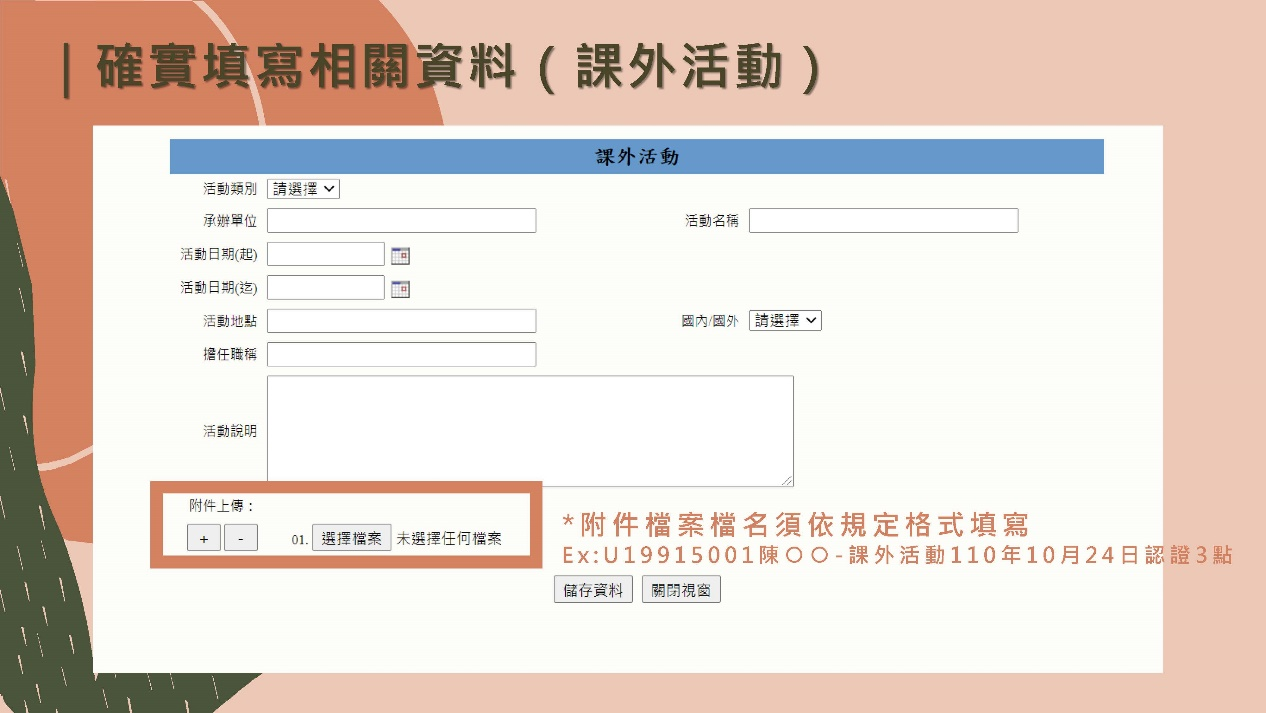 ｜確實填寫相關資料（課外活動）
課外活動
活動類別 請選擇
承辦單位 活動名稱
活動日期(起)
活動日期(迄)
活動地點 國內/國外 請選擇
擔任職稱
活動說明
附件上傳：
+ - 01. 選擇檔案 未選擇任何檔案
*附件檔案檔名須依規定格式填寫
Ex:U19915001陳〇〇-課外活動110年10月24日認證3點
儲存資料 關閉視窗